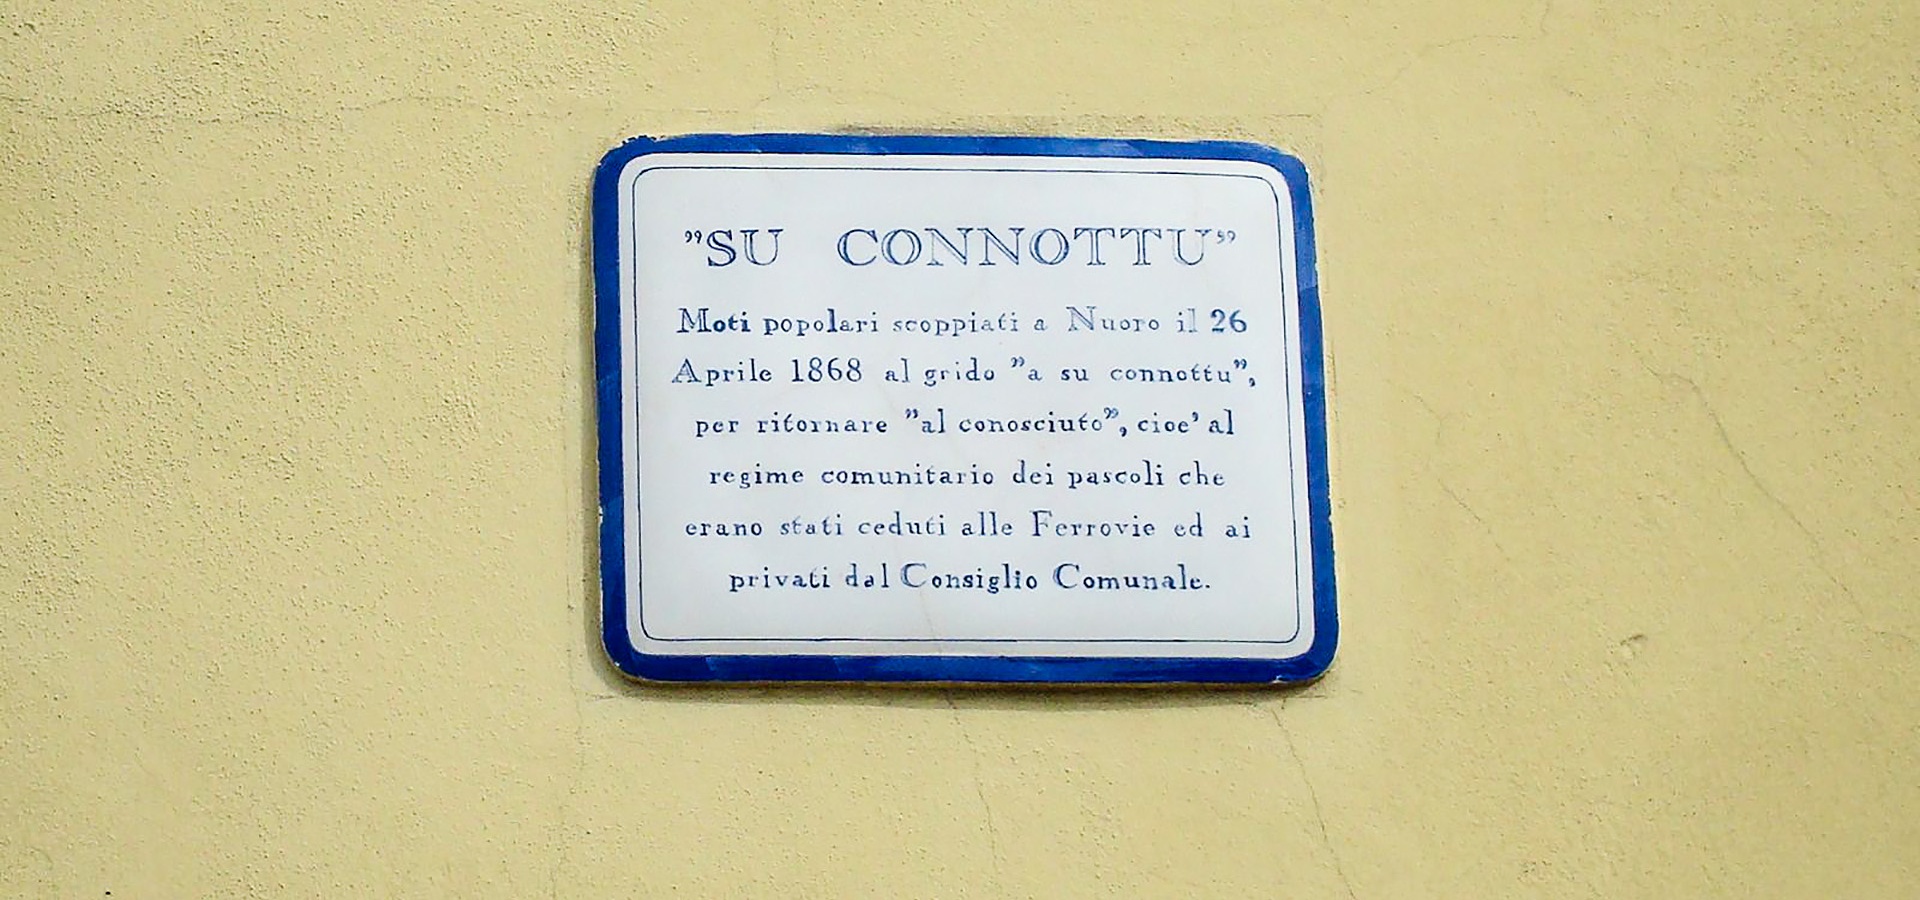 ”SU CONNOTTU”
Moti popolari scoppiati a Nuoro il 26
Aprile 1868 al grido ”a su connottu”,
per ritornare ”al conosciuto”, cioe’ al
regime comunitario dei pascoli che
erano stati ceduti alle Ferrovie ed ai
privati dal Consiglio Comunale.